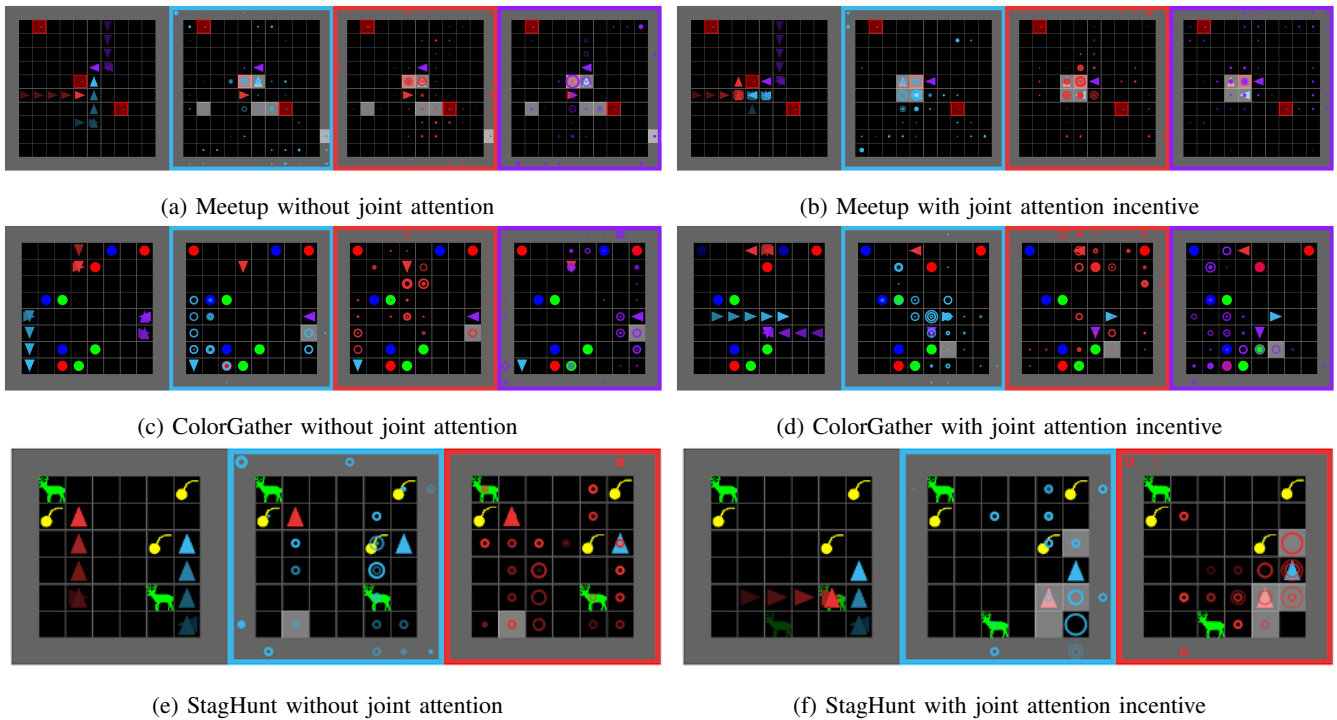 (a) Meetup without joint attention
(b) Meetup with joint attention incentive
(c) ColorGather without joint attention
(d) ColorGather with joint attention incentive
(e) StagHunt without joint attention
(f) StagHunt with joint attention incentive